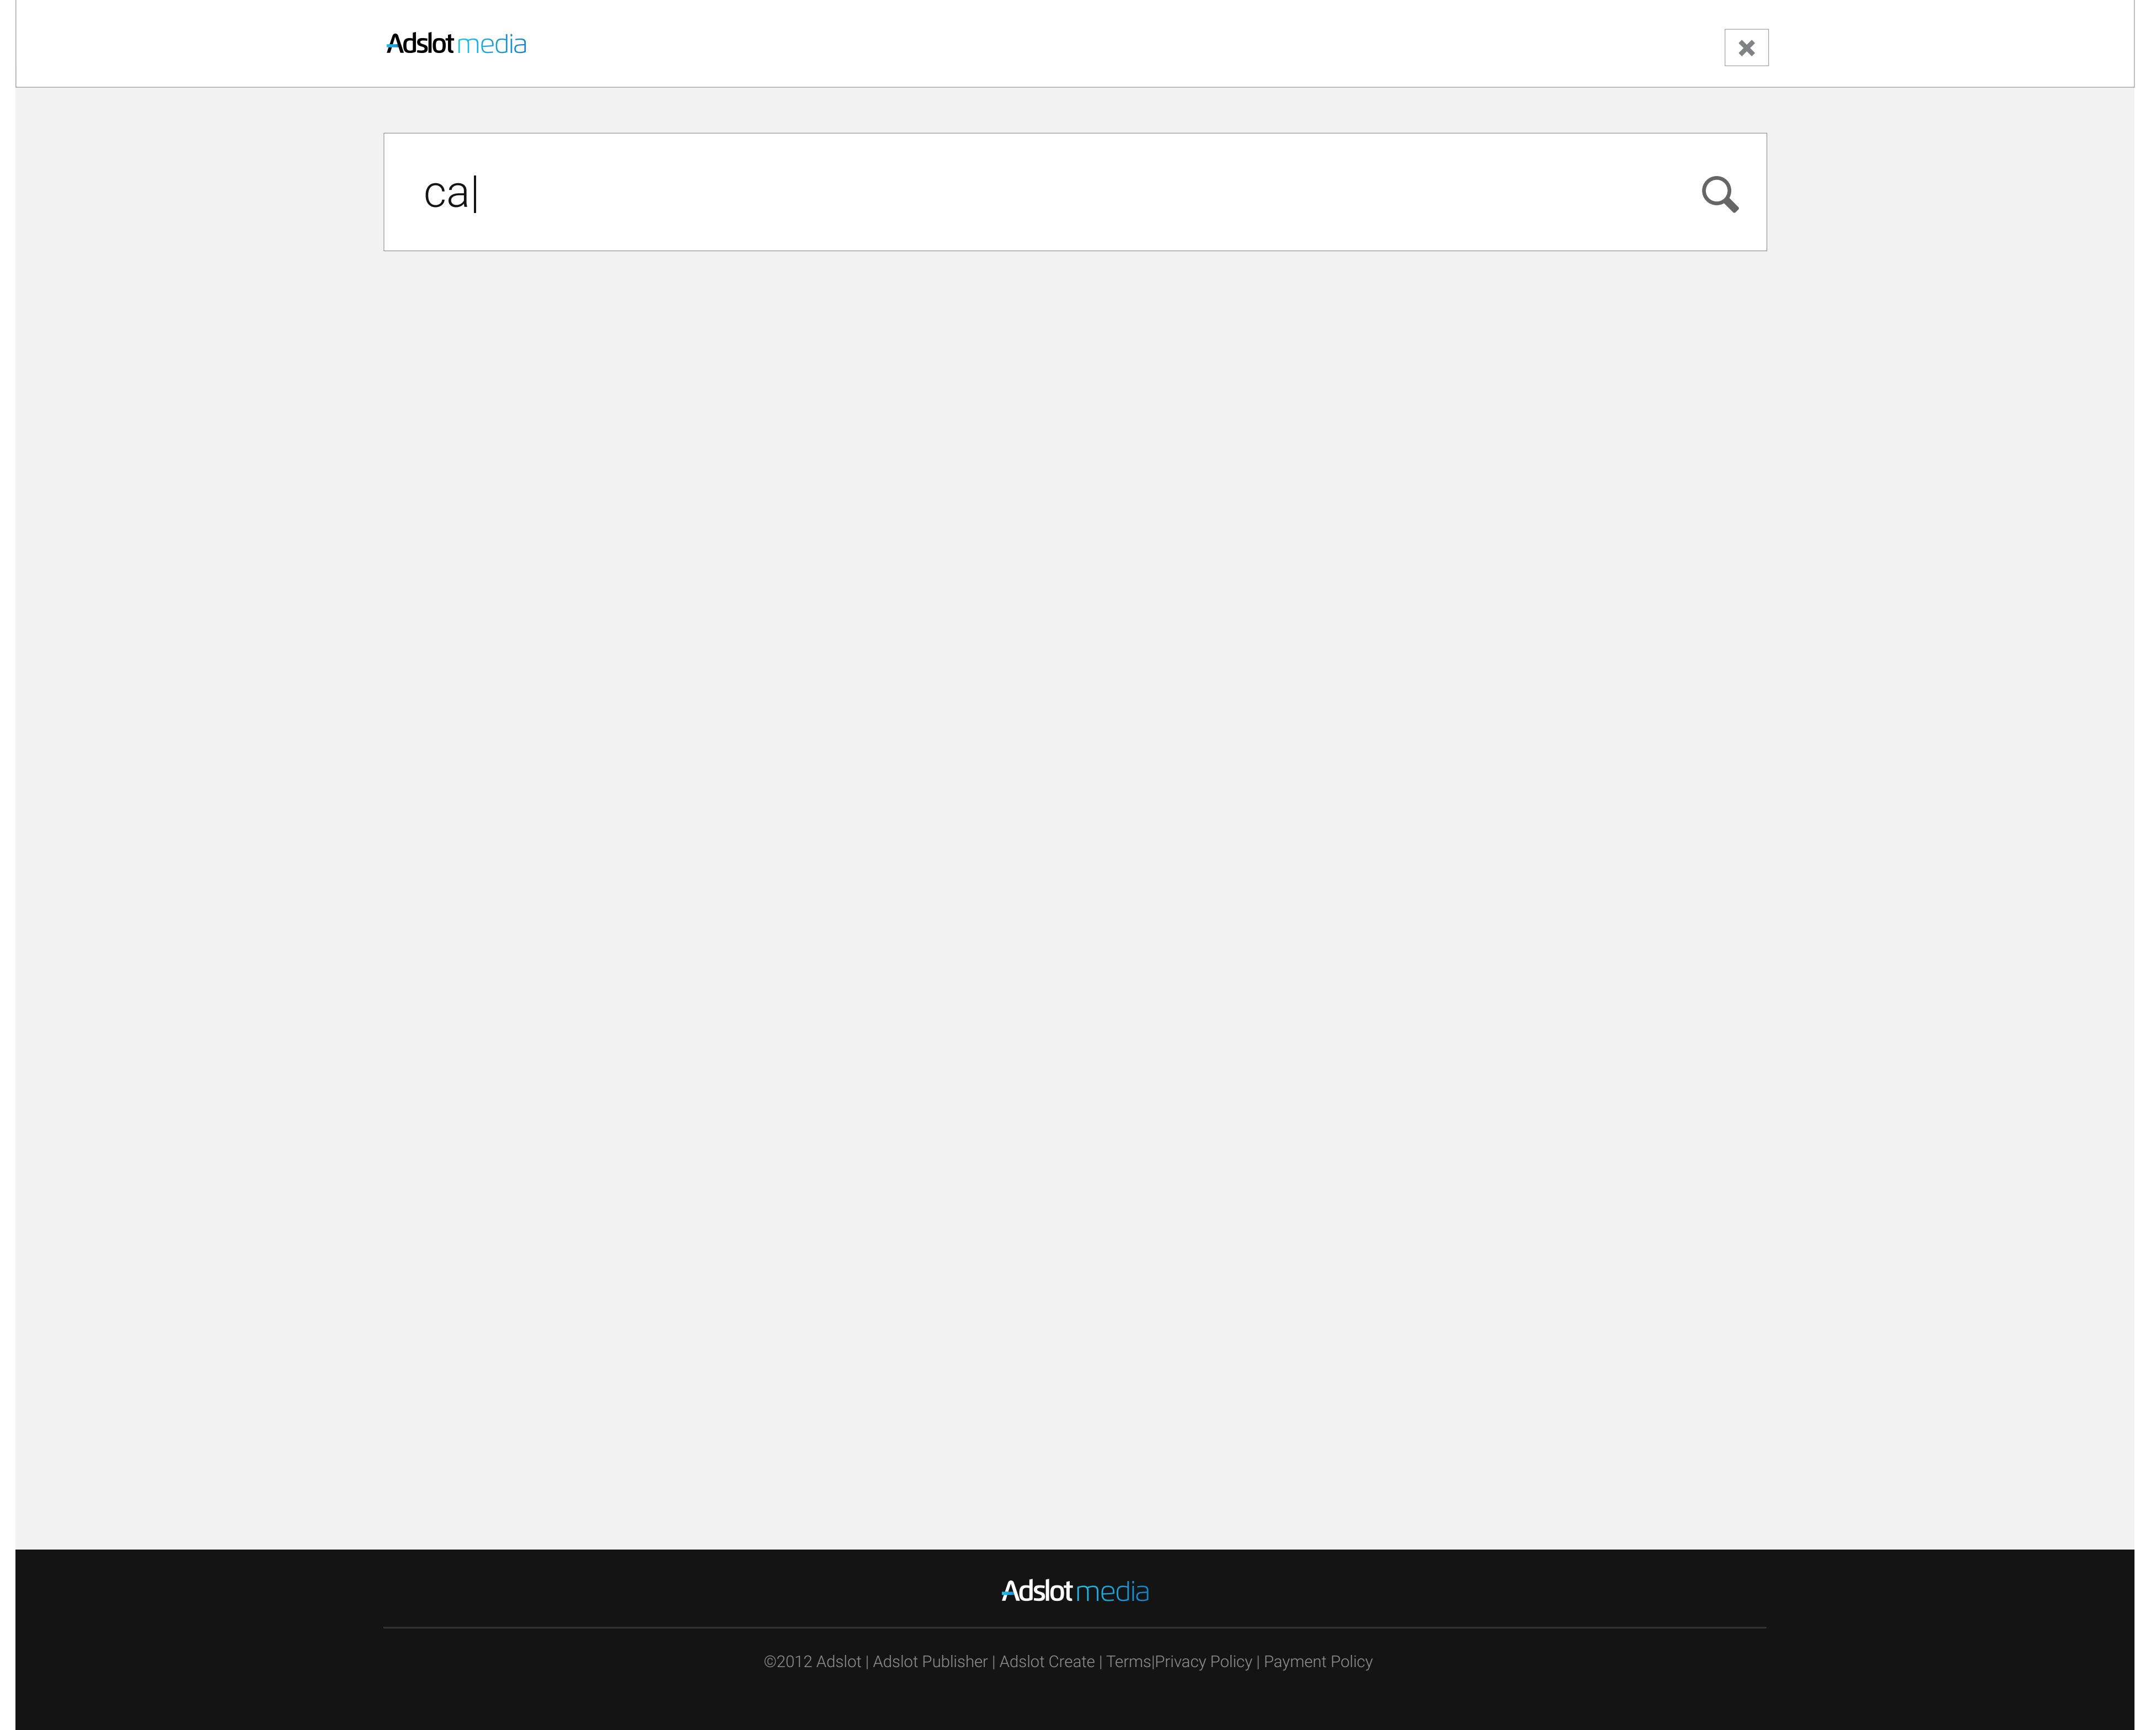 Adslot media
ca
Adslot media
©2012 Adslot | Adslot Publisher | Adslot Create | Terms|Privacy Policy | Payment Policy